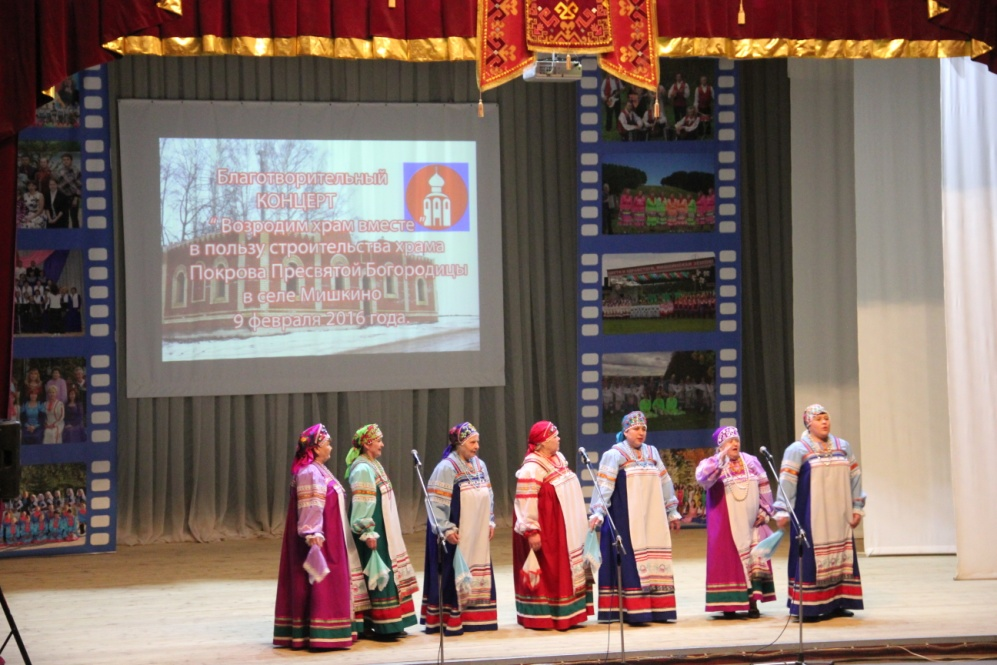 Благотворительный
КОНЦЕРТ
"Возродим храм вместе"
в пользу строительства храма
Покрова Пресвятой Богородицы
в селе Мишкино
9 февраля 2016 года.